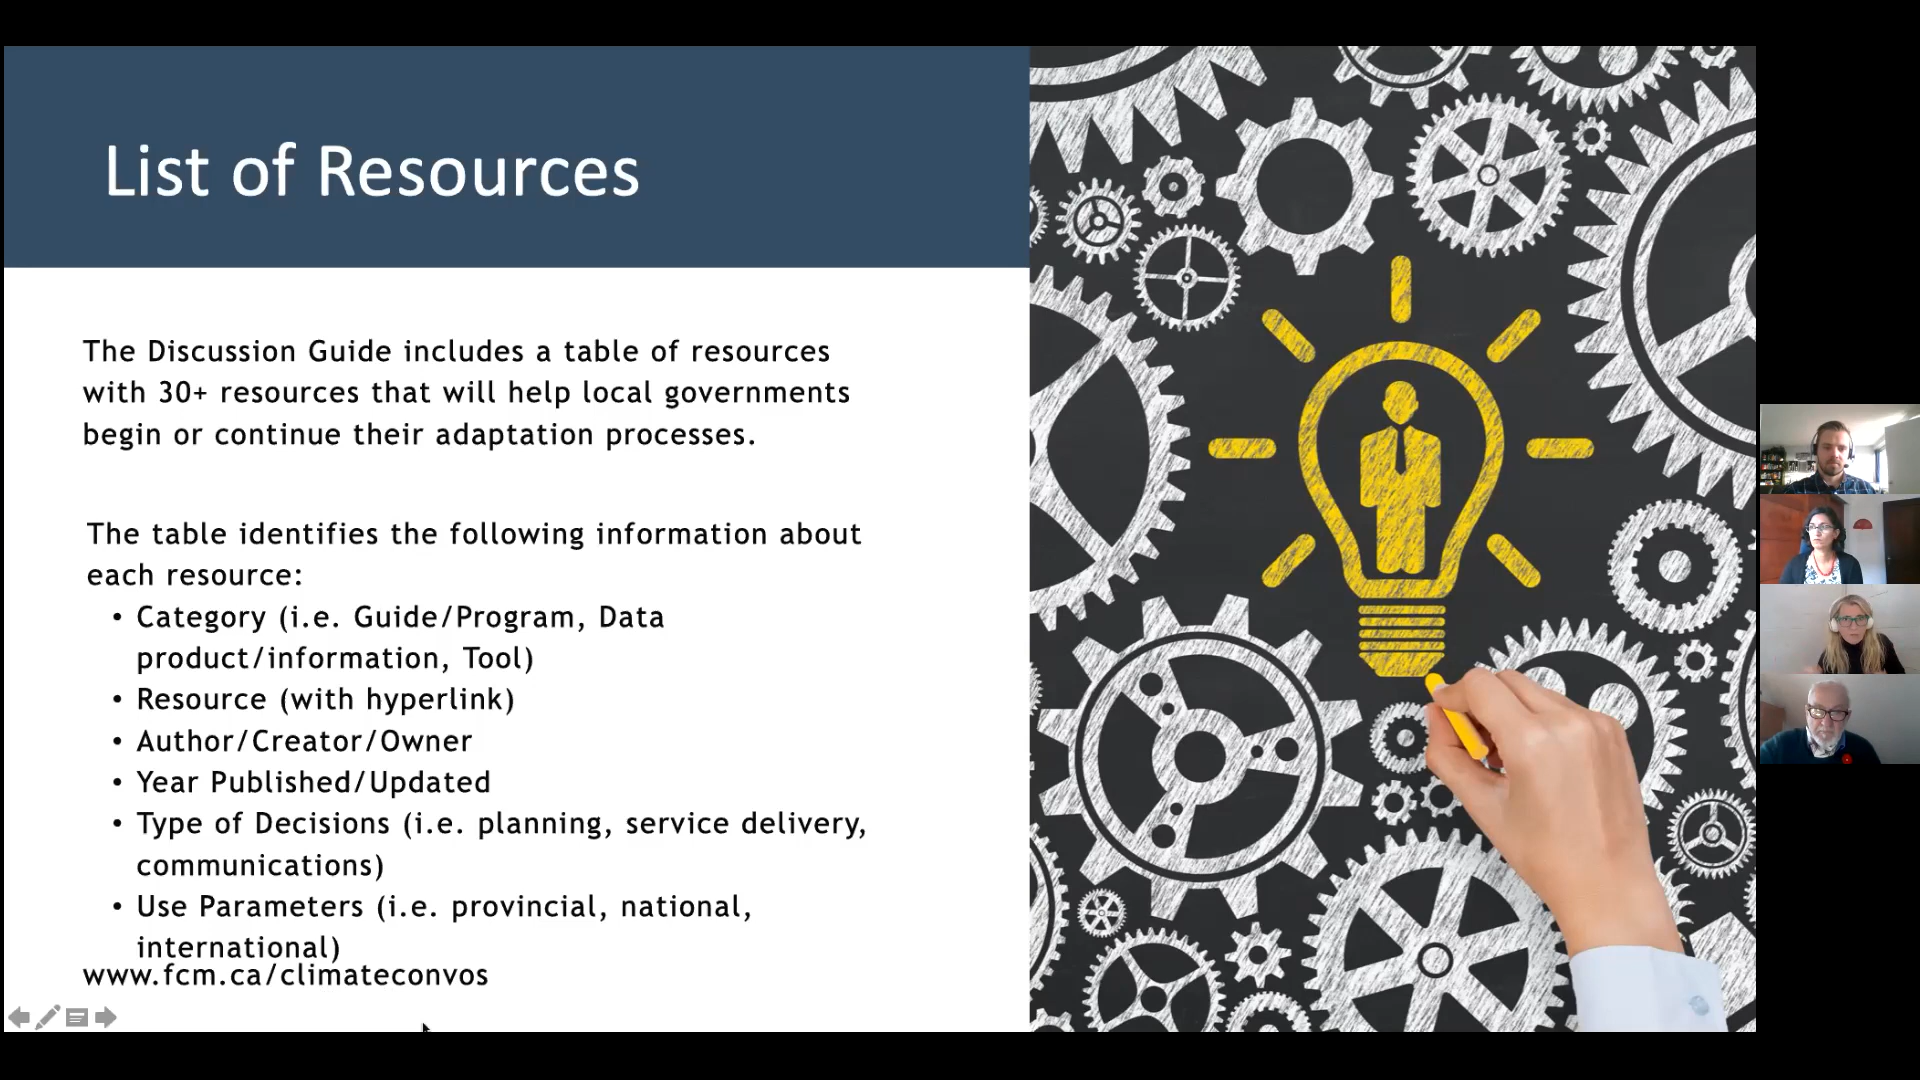 List of Resources
The Discussion Guide includes a table of resources
with 30+ resources that will help local governments
begin or continue their adaptation processes.
The table identifies the following information about
each resource:
• Category (i.e. Guide/Program, Data
product/information, Tool)
• Resource (with hyperlink)
• Author/Creator/Owner
• Year Published/Updated
• Type of Decisions (i.e. planning, service delivery,
communications)
• Use Parameters (i.e. provincial, national,
international)
www.fcm.ca/climateconvos